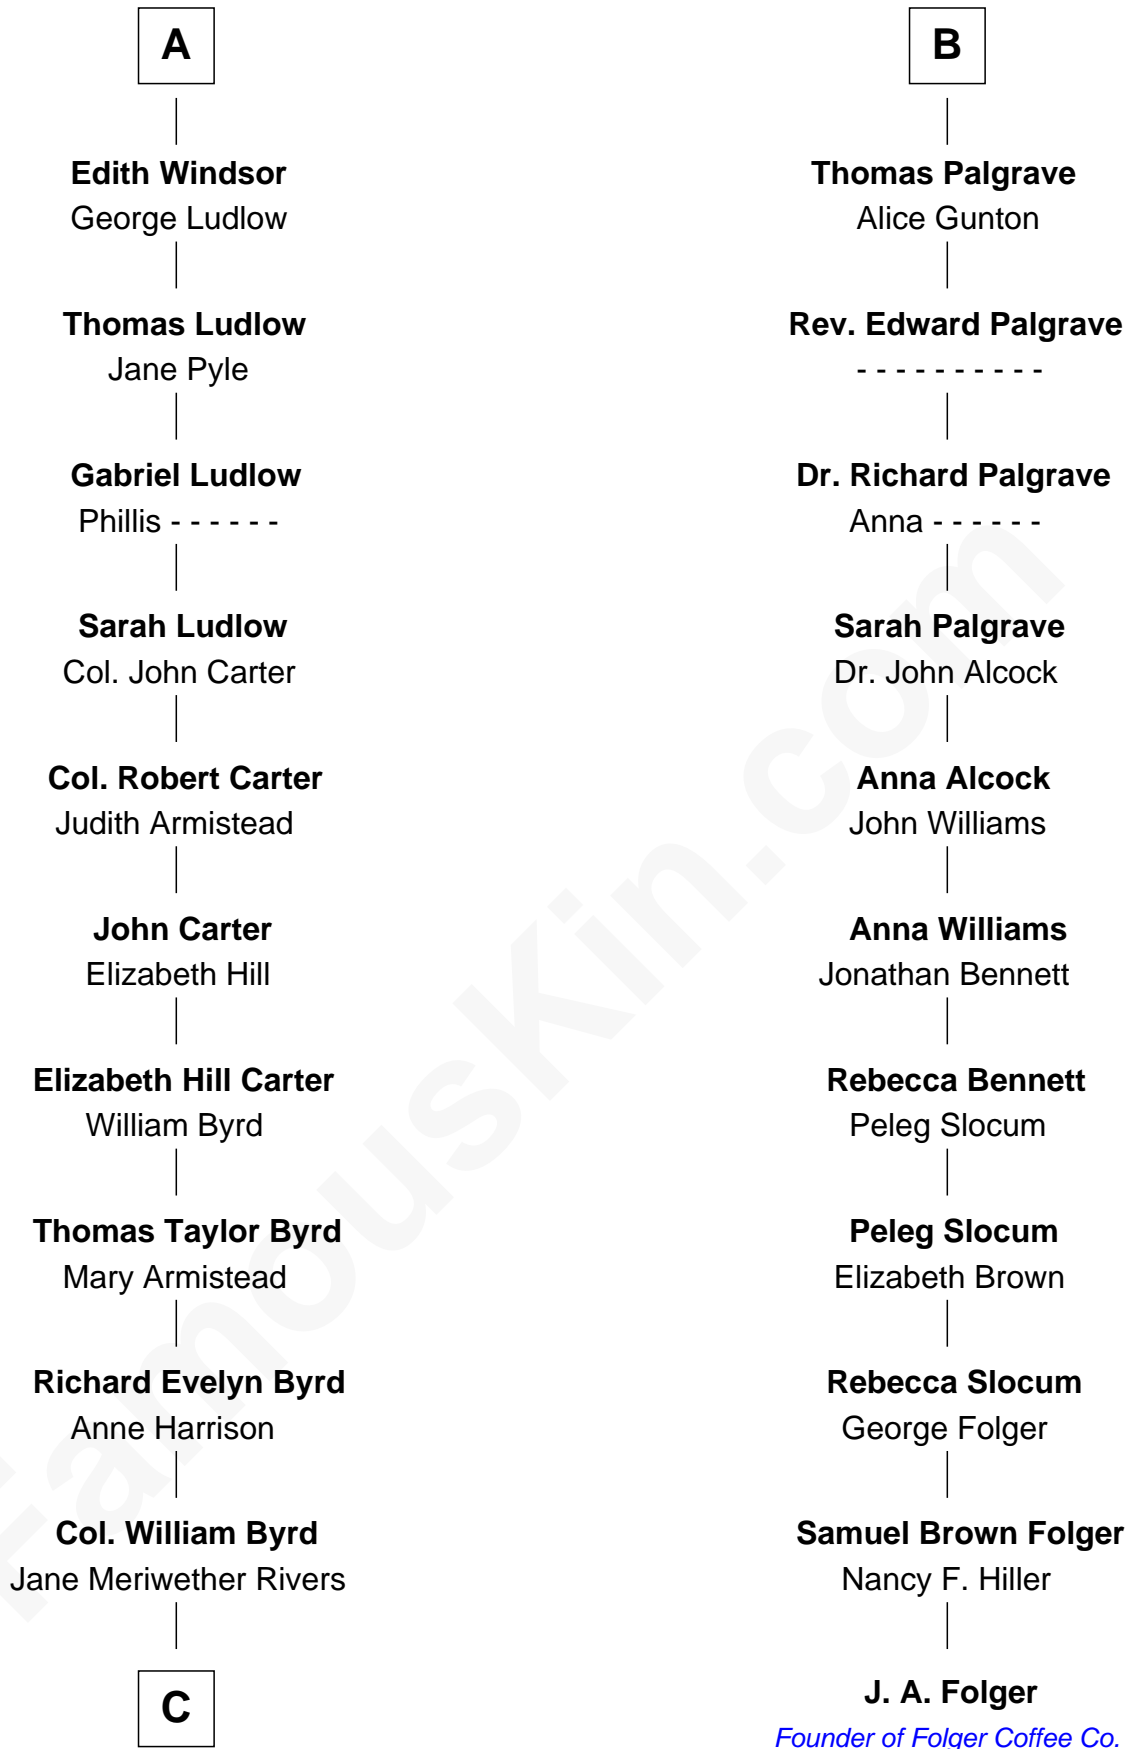 A
Edith Windsor
George Ludlow
Thomas Ludlow
Jane Pyle
Gabriel Ludlow
Phillis - - - - - -
Sarah Ludlow
Col. John Carter
Col. Robert Carter
Judith Armistead
John Carter
Elizabeth Hill
Elizabeth Hill Carter
William Byrd
Thomas Taylor Byrd
Mary Armistead
Richard Evelyn Byrd
Anne Harrison
Col. William Byrd
Jane Meriwether Rivers
C
B
Thomas Palgrave
Alice Gunton
Rev. Edward Palgrave
- - - - - - - - - -
Dr. Richard Palgrave
Anna - - - - - -
Sarah Palgrave
Dr. John Alcock
Anna Alcock
John Williams
Anna Williams
Jonathan Bennett
Rebecca Bennett
Peleg Slocum
Peleg Slocum
Elizabeth Brown
Rebecca Slocum
George Folger
Samuel Brown Folger
Nancy F. Hiller
J. A. Folger
Founder of Folger Coffee Co.
FamousKin.com